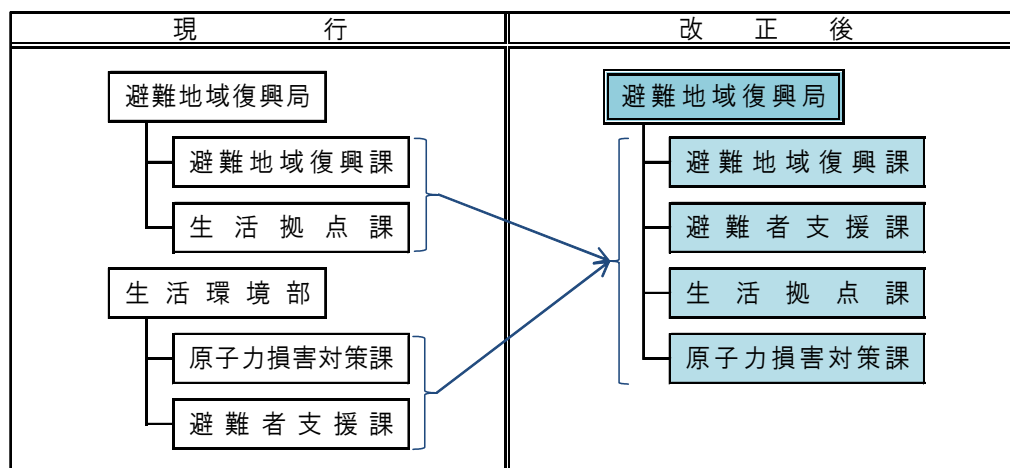 現行
避難地域復興局
避難地域復興課
生活拠点課
生活環境部
原子力損害対策課
避難者支援課
改正後
避難地域復興局
避難地域復興課
避難者支援課
生活拠点課
原子力損害対策課